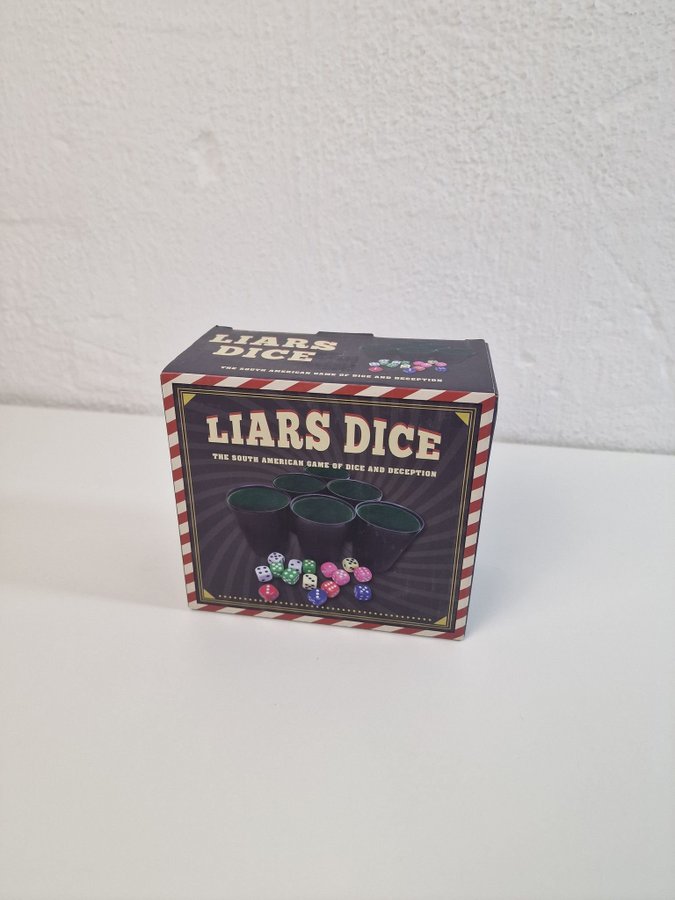 LIARS
DICE
THE SOUTH AMERICAN GAME OF DICE AND DECEPTION
LIARS DICE
THE SOUTH AMERICAN GAME OF DICE AND DECEPTION